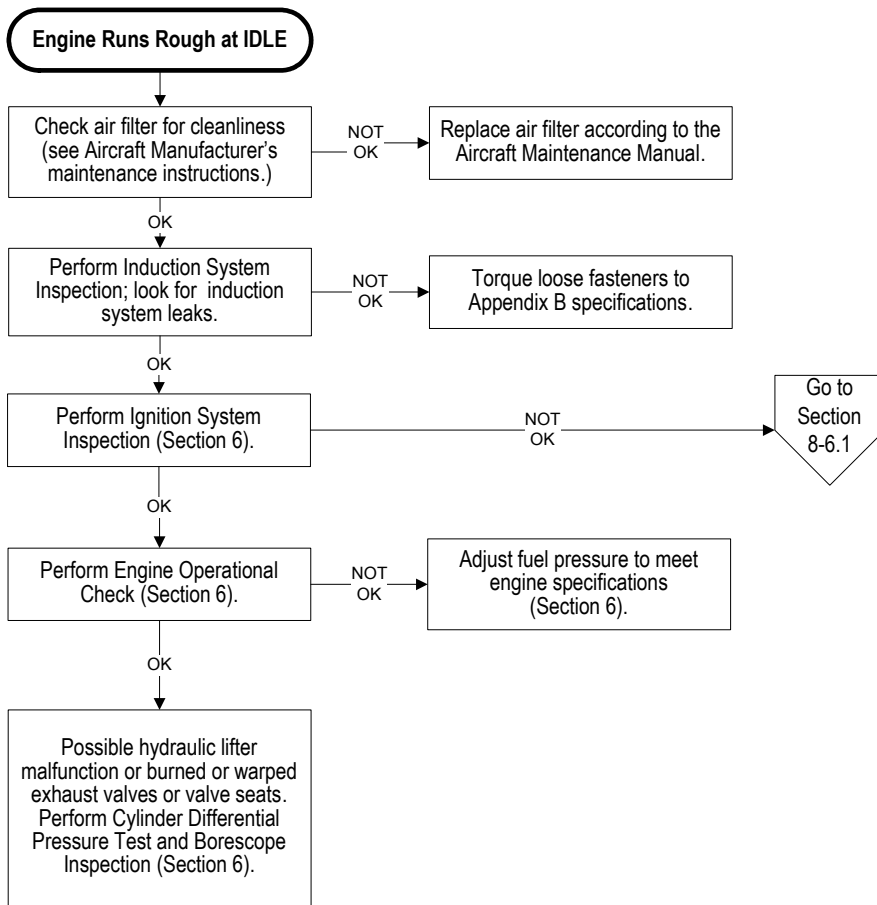 Engine Runs Rough at IDLE
Check air filter for cleanliness
(see Aircraft Manufacturer's
maintenance instructions.)
NOT
OK
Replace air filter according to the
Aircraft Maintenance Manual.
OK
Perform Induction System
Inspection; look for induction
system leaks.
NOT
OK
Torque loose fasteners to
Appendix B specifications.
OK
Perform Ignition System
Inspection (Section 6).
NOT
OK
Go to
Section
8-6.1
OK
Perform Engine Operational
Check (Section 6).
NOT
OK
Adjust fuel pressure to meet
engine specifications
(Section 6).
OK
Possible hydraulic lifter
malfunction or burned or warped
exhaust valves or valve seats.
Perform Cylinder Differential
Pressure Test and Borescope
Inspection (Section 6).